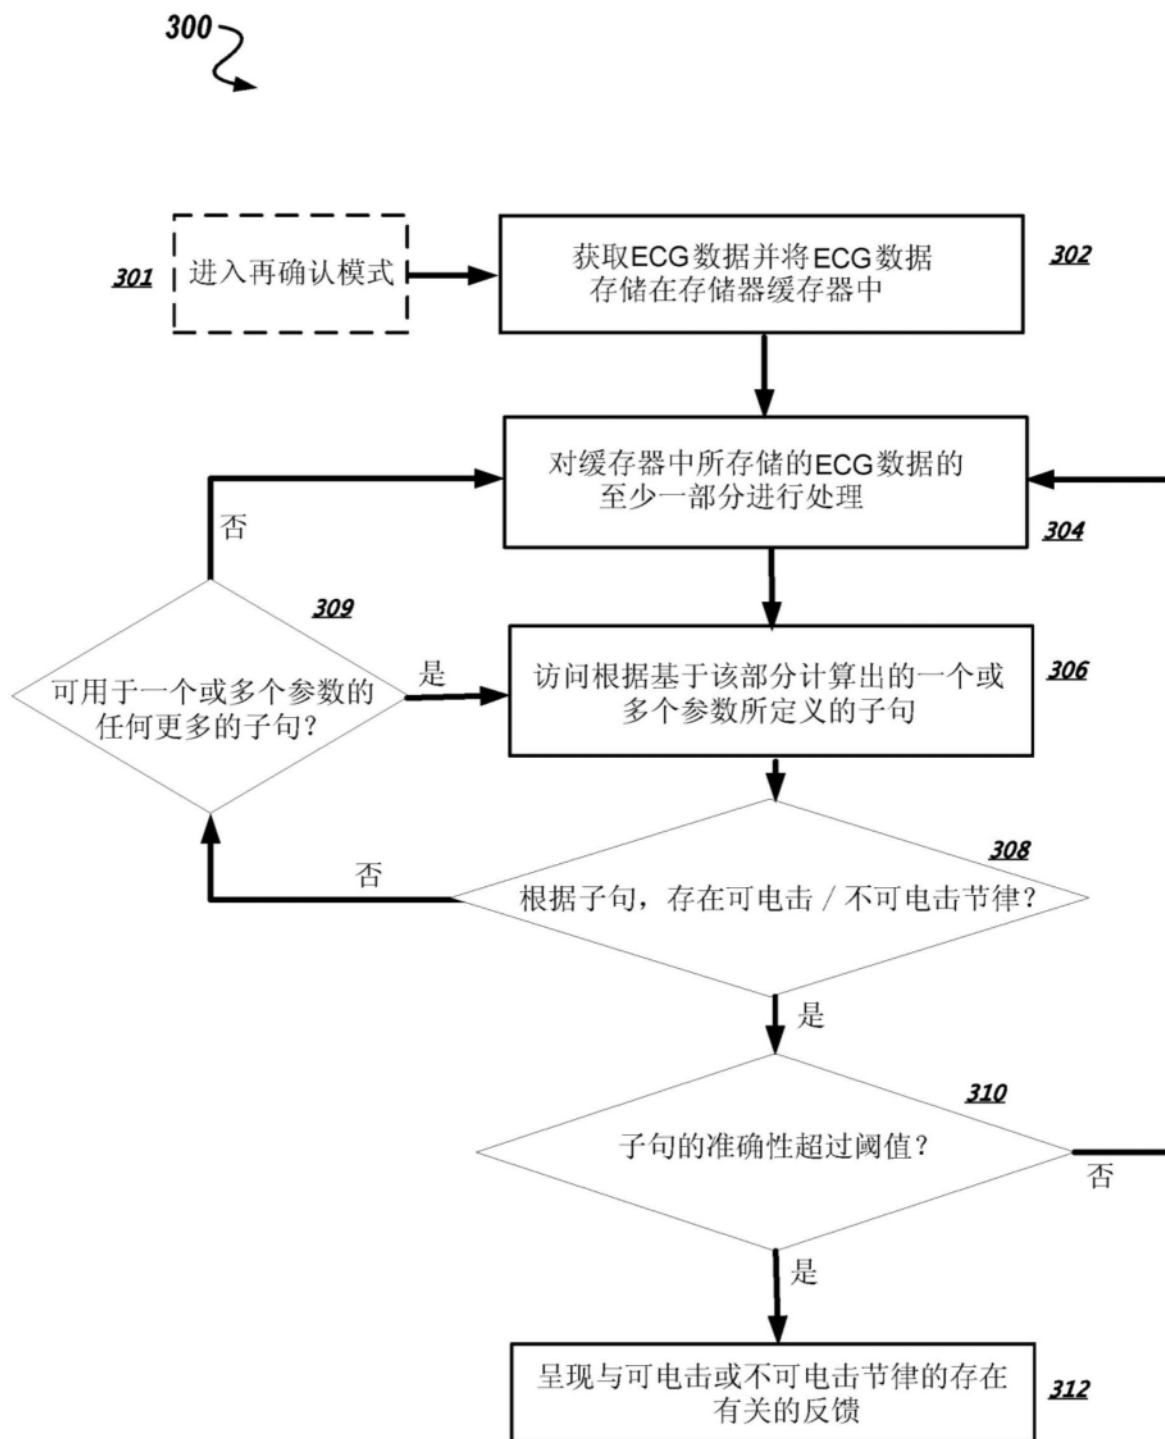 300
301
进入再确认模式
获取ECG数据并将ECG数据
存储在存储器缓存器中
302
对缓存器中所存储的ECG数据的
至少一部分进行处理
304
否
309
可用于一个或多个参数的
任何更多的子句?
是
访问根据基于该部分计算出的一个或
多个参数所定义的子句
306
308
根据子句，存在可电击/不可电击节律?
否
是
310
子句的准确性超过阈值?
否
是
呈现与可电击或不可电击节律的存在
有关的反馈
312